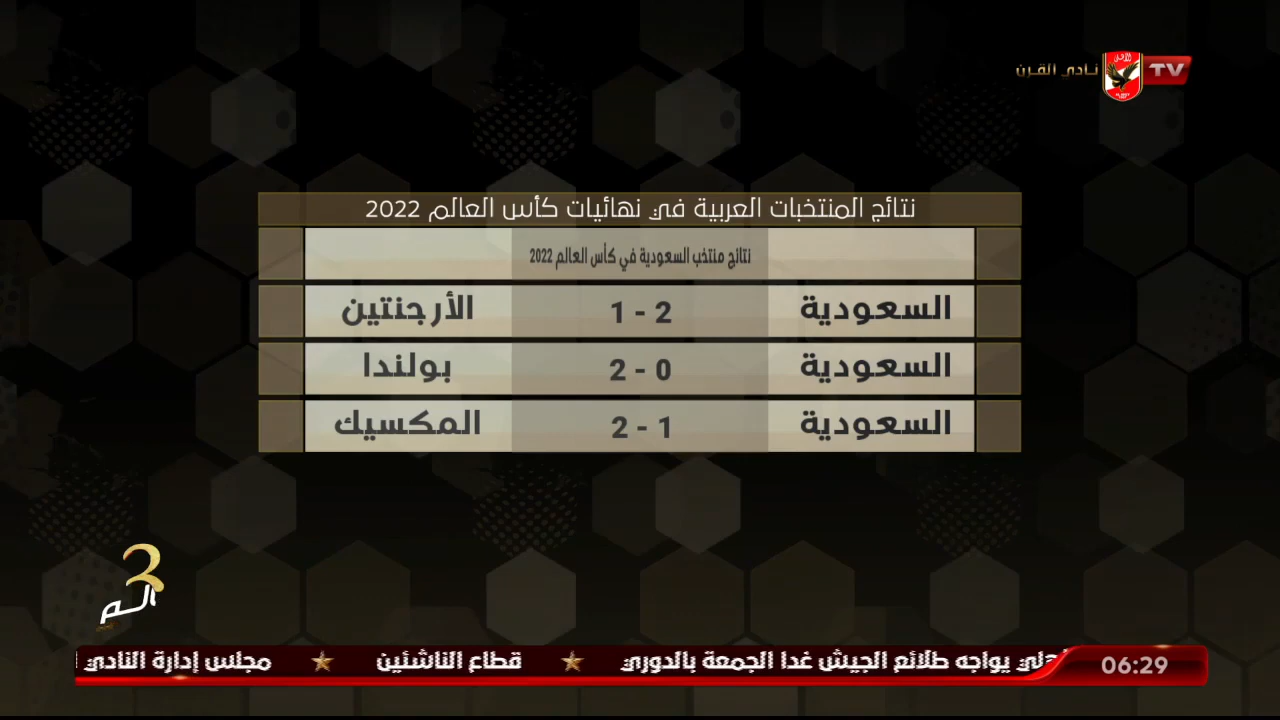 نادي القرن TV
نتائج المنتخبات العربية في نهائيات كأس العالم 2022
نتائج منتخب السعودية في كأس العالم 2022
السعودية 2 - 1 الأرجنتين
السعودية 0 - 2 بولندا
السعودية 1 - 2 المكسيك
3
06:29 يواجه طلائع الجيش غدا الجمعة بالدوري ★ قطاع الناشئين ★ مجلس إدارة النادي